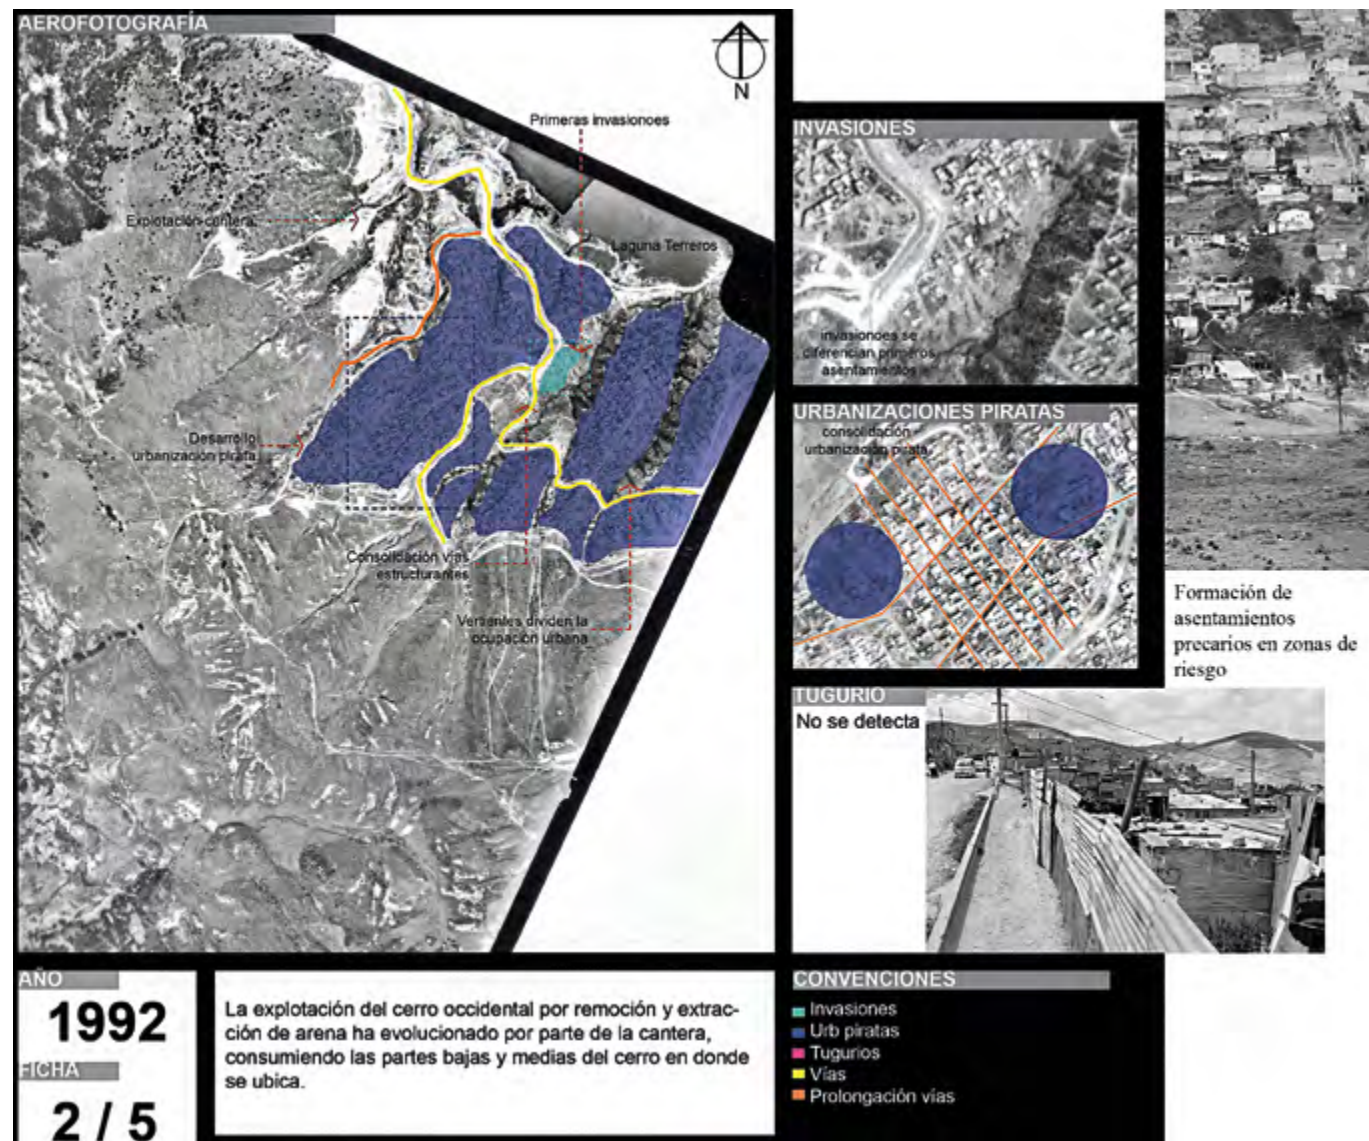 AEROFOTOGRAFÍA
N
Primeras invasionoes
Explotación cantera
Laguna Terreros
Desarrollo
urbanización pirata
Consolidación vías
estructurantes
Versientes dividen la
ocupación urbana
INVASIONES
invasionoes se
diferencian primeros
asentamientos
URBANIZACIONES PIRATAS
consolidación
urbanización pirata
Formación de
asentamientos
precarios en zonas de
riesgo
TUGURIO
No se detecta
AÑO
1992
FICHA
2 / 5
La explotación del cerro occidental por remoción y extrac-
ción de arena ha evolucionado por parte de la cantera,
consumiendo las partes bajas y medias del cerro en donde
se ubica.
CONVENCIONES
Invasiones
Urb piratas
Tugurios
Vías
Prolongación vías